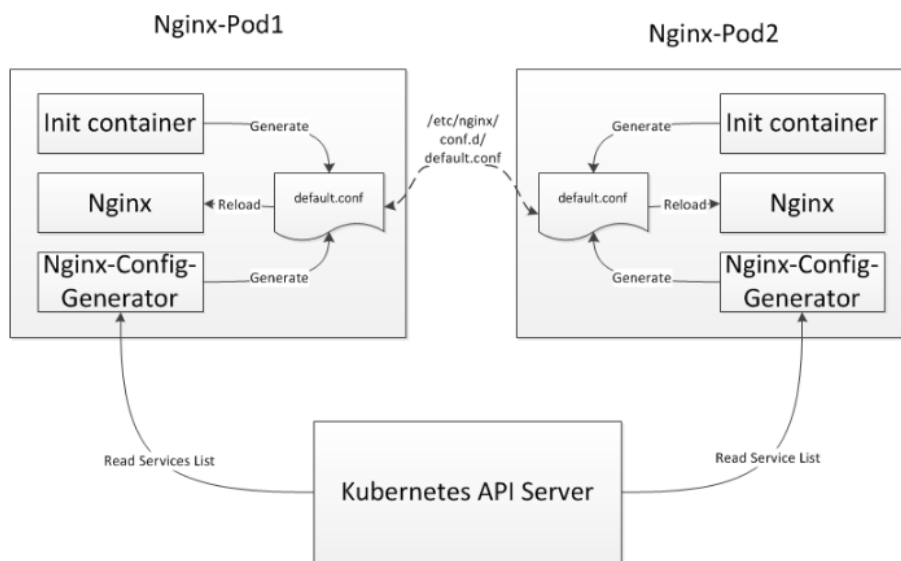 Nginx-Pod1
Nginx-Pod2
Init container
Generate
/etc/nginx/
conf.d/
default.conf
Generate
Init container
Nginx
Reload
default.conf
default.conf
Reload
Nginx
Nginx-Config-
Generator
Generate
Generate
Nginx-Config-
Generator
Read Services List
Read Service List
Kubernetes API Server